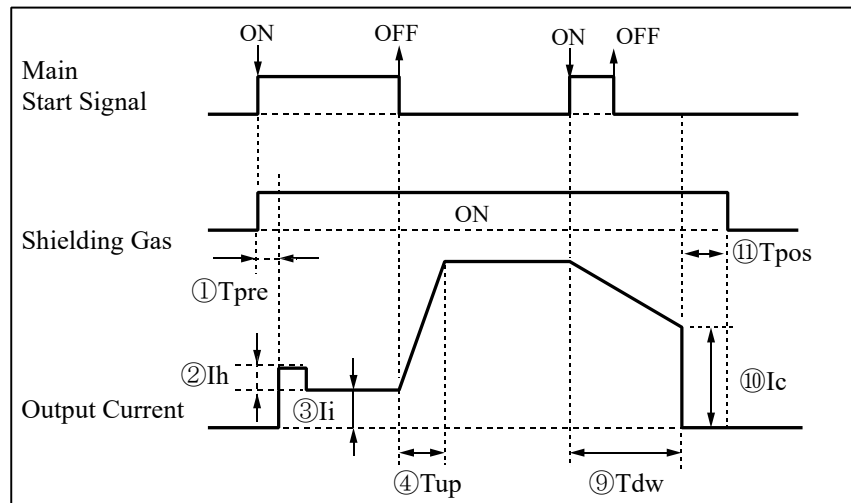 ON
OFF
ON
OFF
Main
Start Signal
ON
Shielding Gas
①Tpre
⑪Tpos
②Ih
③Ii
⑩Ic
Output Current
④Tup
⑨Tdw